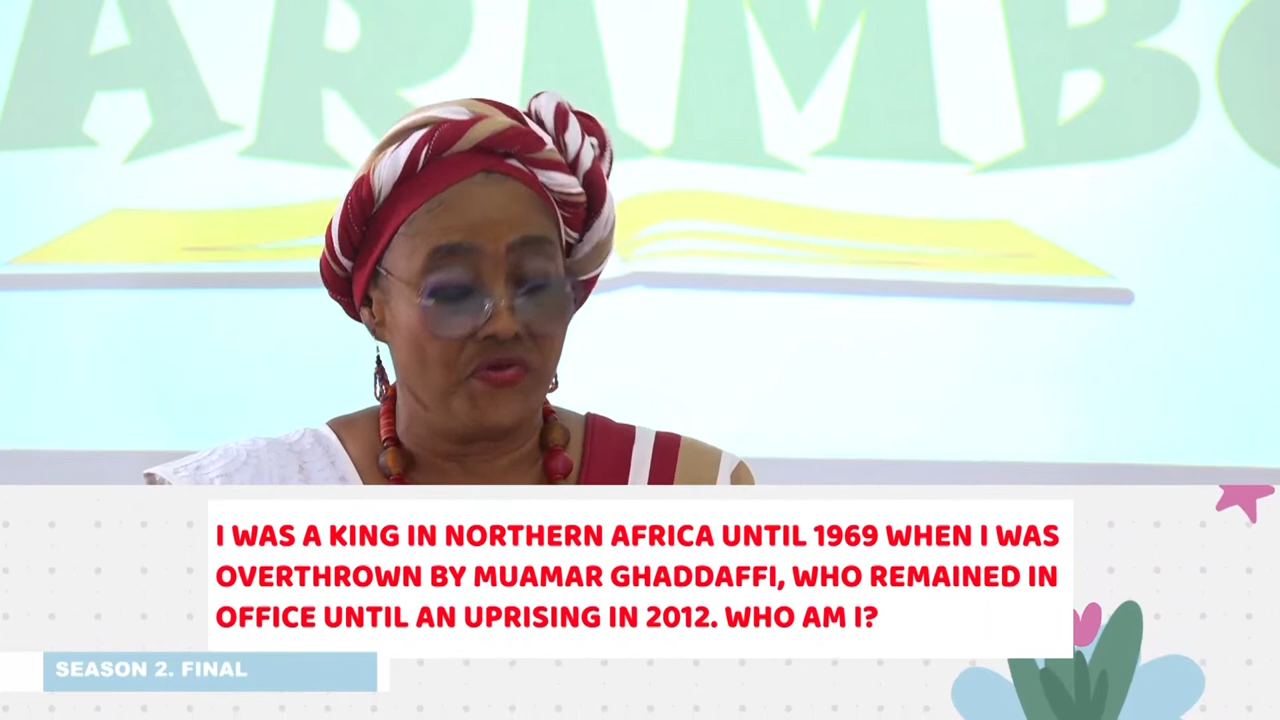 ARIMBO
I WAS A KING IN NORTHERN AFRICA UNTIL 1969 WHEN I WAS
OVERTHROWN BY MUAMAR GHADDAFFI, WHO REMAINED IN
OFFICE UNTIL AN UPRISING IN 2012. WHO AM I?
SEASON 2. FINAL